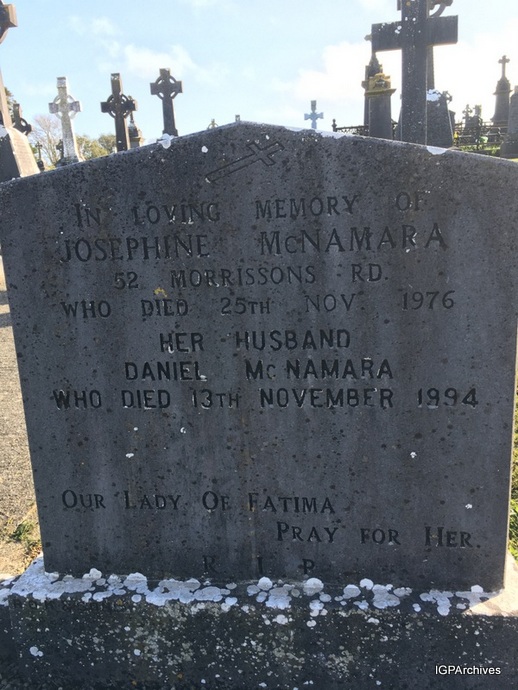 IN LOVING MEMORY OF
JOSEPHINE McNAMARA
52 MORRISSONS RD.
WHO DIED 25TH NOV. 1976
HER HUSBAND
DANIEL McNAMARA
WHO DIED 13TH NOVEMBER 1994
OUR LADY OF FATIMA
PRAY FOR HER.
R I P
IGPArchives